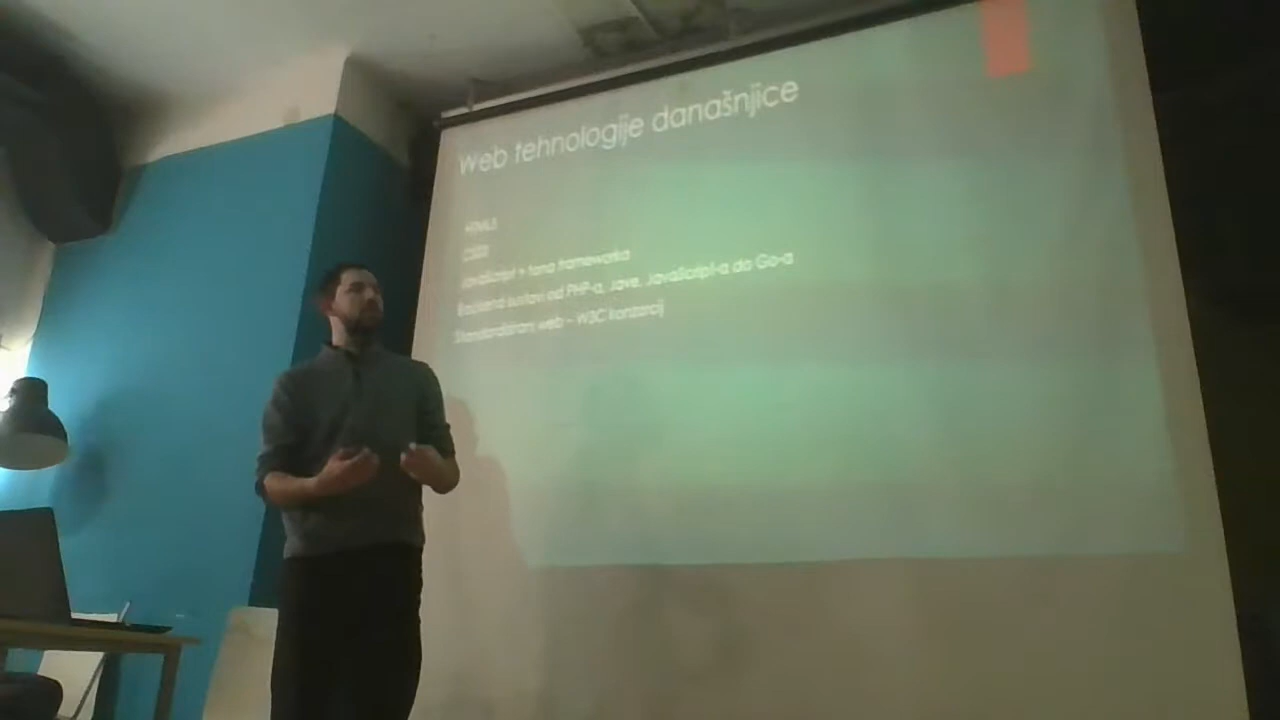 Web tehnologije današnjice
HTML5
CSS3
JavaScript + tona frameworka
Backend sustavi od PHP-a, Jave, JavaScript-a do Go-a
Standardizirani web – W3C konzorcij